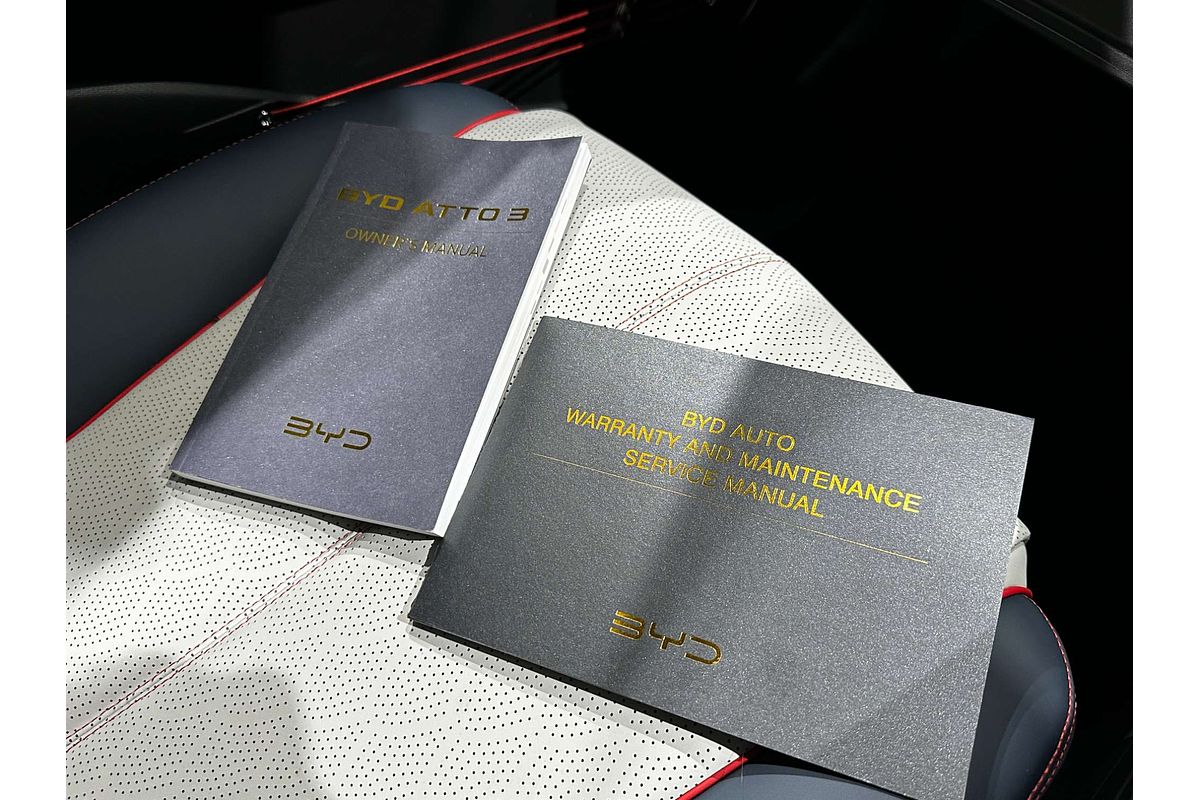 BYD ATTO 3
OWNER'S MANUAL
BYD
BYD AUTO
WARRANTY AND MAINTENANCE
SERVICE MANUAL
BYD